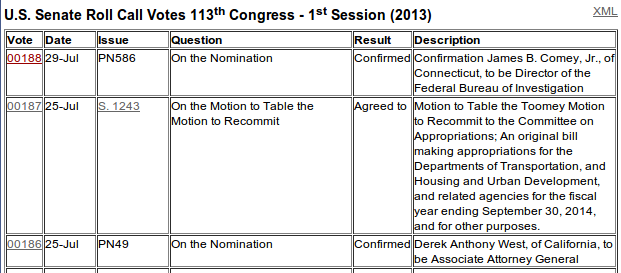 U.S. Senate Roll Call Votes 113th Congress - 1st Session (2013)
XML
Vote Date Issue Question Result Description
00188 29-Jul PN586 On the Nomination Confirmed Confirmation James B. Comey, Jr., of
Connecticut, to be Director of the
Federal Bureau of Investigation
00187 25-Jul S. 1243 On the Motion to Table the Agreed to Motion to Table the Toomey Motion
Motion to Recommit to Recommit to the Committee on
Appropriations; An original bill
making appropriations for the
Departments of Transportation, and
Housing and Urban Development,
and related agencies for the fiscal
year ending September 30, 2014,
and for other purposes.
00186 25-Jul PN49 On the Nomination Confirmed Derek Anthony West, of California, to
be Associate Attorney General